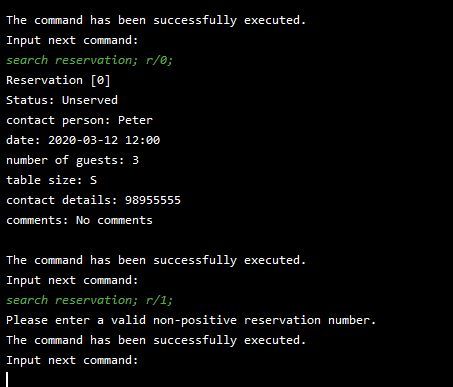 The command has been successfully executed.
Input next command:
search reservation; r/0;
Reservation [0]
Status: Unserved
contact person: Peter
date: 2020-03-12 12:00
number of guests: 3
table size: S
contact details: 98955555
comments: No comments
The command has been successfully executed.
Input next command:
search reservation; r/1;
Please enter a valid non-positive reservation number.
The command has been successfully executed.
Input next command: